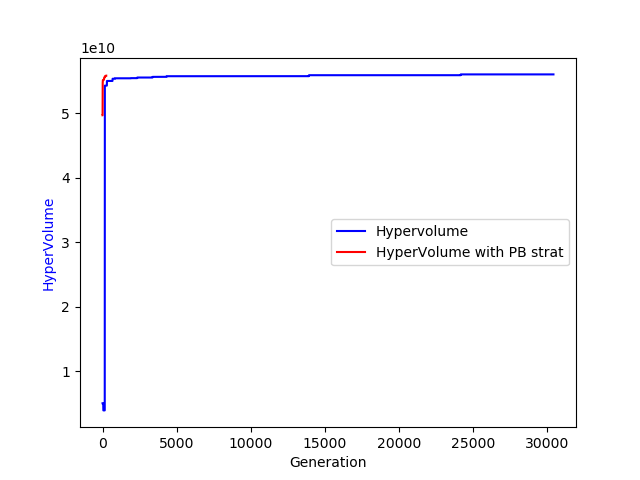 1e10
5
4
3
2
1
HyperVolume
Hypervolume
HyperVolume with PB strat
0 5000 10000 15000 20000 25000 30000
Generation